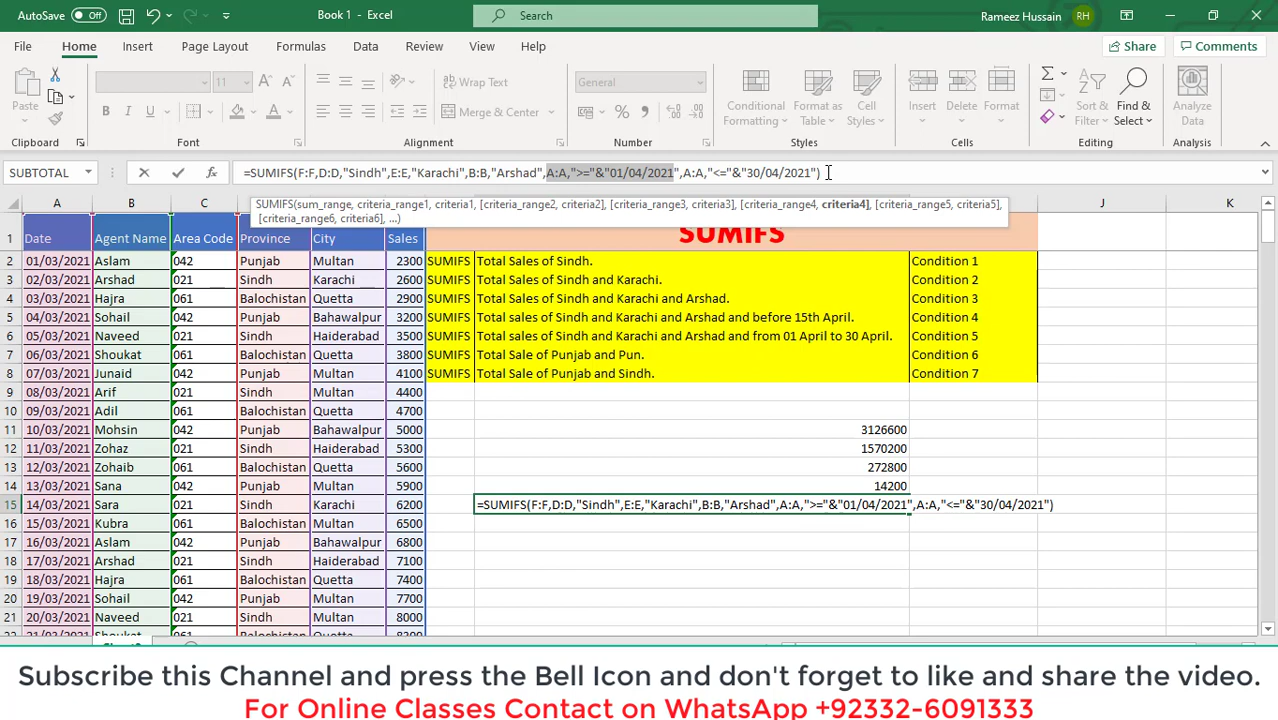 AutoSave Off Book 1 - Excel Search Rameez Hussain RH
File Home Insert Page Layout Formulas Data Review View Help Share Comments
Paste 11 A A Wrap Text General Conditional Formatting Format as Table Cell Styles Insert Delete Format Sort & Filter Find & Select Analyze Data
B I U Merge & Center % 9
Clipboard Font Alignment Number Styles Cells Editing Analysis
SUBTOTAL =SUMIFS(F:F,D:D,"Sindh",E:E,"Karachi",B:B,"Arshad",A:A,">="&"01/04/2021",A:A,"<="&"30/04/2021")
SUMIFS(sum_range, criteria_range1, criteria1, [criteria_range2, criteria2], [criteria_range3, criteria3], [criteria_range4, criteria4], [criteria_range5, criteria5],
[criteria_range6, criteria6], ...)
A B C J K
1 Date Agent Name Area Code Province City Sales SUMIFS
2 01/03/2021 Aslam 042 Punjab Multan 2300 SUMIFS Total Sales of Sindh. Condition 1
3 02/03/2021 Arshad 021 Sindh Karachi 2600 SUMIFS Total Sales of Sindh and Karachi. Condition 2
4 03/03/2021 Hajra 061 Balochistan Quetta 2900 SUMIFS Total Sales of Sindh and Karachi and Arshad. Condition 3
5 04/03/2021 Sohail 042 Punjab Bahawalpur 3200 SUMIFS Total sales of Sindh and Karachi and Arshad and before 15th April. Condition 4
6 05/03/2021 Naveed 021 Sindh Haiderabad 3500 SUMIFS Total sales of Sindh and Karachi and Arshad and from 01 April to 30 April. Condition 5
7 06/03/2021 Shoukat 061 Balochistan Quetta 3800 SUMIFS Total Sale of Punjab and Pun. Condition 6
8 07/03/2021 Junaid 042 Punjab Multan 4100 SUMIFS Total Sale of Punjab and Sindh. Condition 7
9 08/03/2021 Arif 021 Sindh Multan 4400
10 09/03/2021 Adil 061 Balochistan Quetta 4700
11 10/03/2021 Mohsin 042 Punjab Bahawalpur 5000 3126600
12 11/03/2021 Zohaz 021 Sindh Haiderabad 5300 1570200
13 12/03/2021 Zohaib 061 Balochistan Quetta 5600 272800
14 13/03/2021 Sana 042 Punjab Multan 5900 14200
15 14/03/2021 Sara 021 Sindh Karachi 6200 =SUMIFS(F:F,D:D,"Sindh",E:E,"Karachi",B:B,"Arshad",A:A,">="&"01/04/2021",A:A,"<="&"30/04/2021")
16 15/03/2021 Kubra 061 Balochistan Multan 6500
17 16/03/2021 Aslam 042 Punjab Bahawalpur 6800
18 17/03/2021 Arshad 021 Sindh Haiderabad 7100
19 18/03/2021 Hajra 061 Balochistan Quetta 7400
20 19/03/2021 Sohail 042 Punjab Multan 7700
21 20/03/2021 Naveed 021 Sindh Multan 8000
22 21/03/2021 Shoukat 061 Balochistan Quetta 8300
Subscribe this Channel and press the Bell Icon and don't forget to like and share the video.
For Online Classes Contact on WhatsApp +92332-6091333